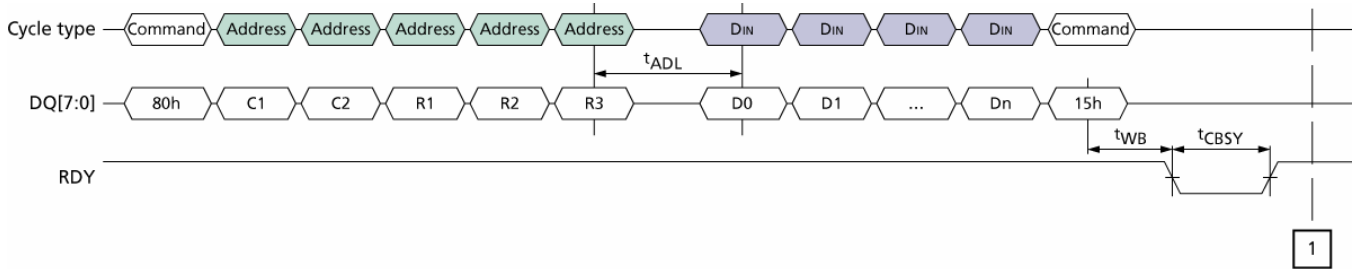 Cycle type Command Address Address Address Address Address DIN DIN DIN DIN Command
tADL
DQ[7:0] 80h C1 C2 R1 R2 R3 D0 D1 ... Dn 15h
tWB tCBSY
RDY
1